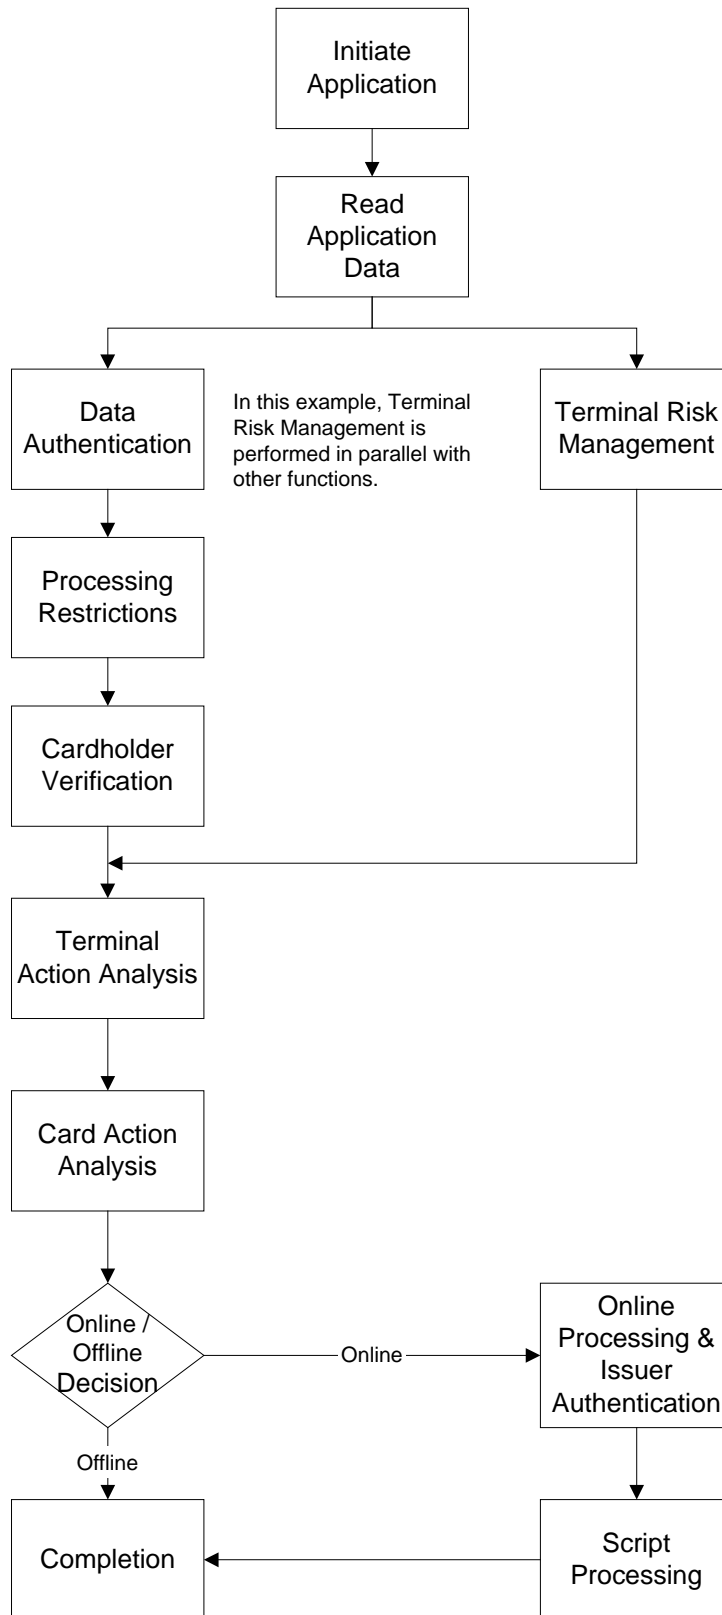 Initiate
Application
Read
Application
Data
Data
Authentication
In this example, Terminal
Risk Management is
performed in parallel with
other functions.
Terminal Risk
Management
Processing
Restrictions
Cardholder
Verification
Terminal
Action Analysis
Card Action
Analysis
Online /
Offline
Decision
Online
Online
Processing &
Issuer
Authentication
Offline
Completion
Script
Processing